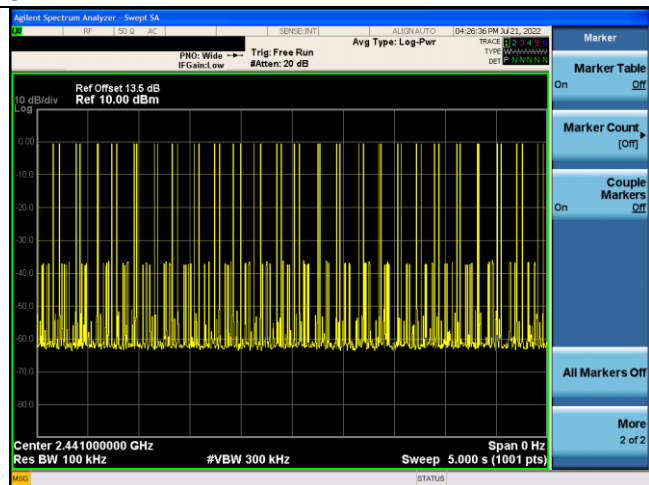 Agilent Spectrum Analyzer - Swept SA
RF 50 Ω AC SENSE:INT ALIGN AUTO 04:26:36 PM Jul 21, 2022
Avg Type: Log-Pwr TRACE 1 2 3 4 5 6
PNO: Wide Trig: Free Run TYPE WWWWWW
IFGain:Low #Atten: 20 dB DET P N N N N N
Ref Offset 13.5 dB
10 dB/div Ref 10.00 dBm
Log
0.00
-10.0
-20.0
-30.0
-40.0
-50.0
-60.0
-70.0
-80.0
Center 2.441000000 GHz Span 0 Hz
Res BW 100 kHz #VBW 300 kHz Sweep 5.000 s (1001 pts)
MSG STATUS
Marker
Marker Table
On Off
Marker Count
[Off]
Couple
Markers
On Off
All Markers Off
More
2 of 2